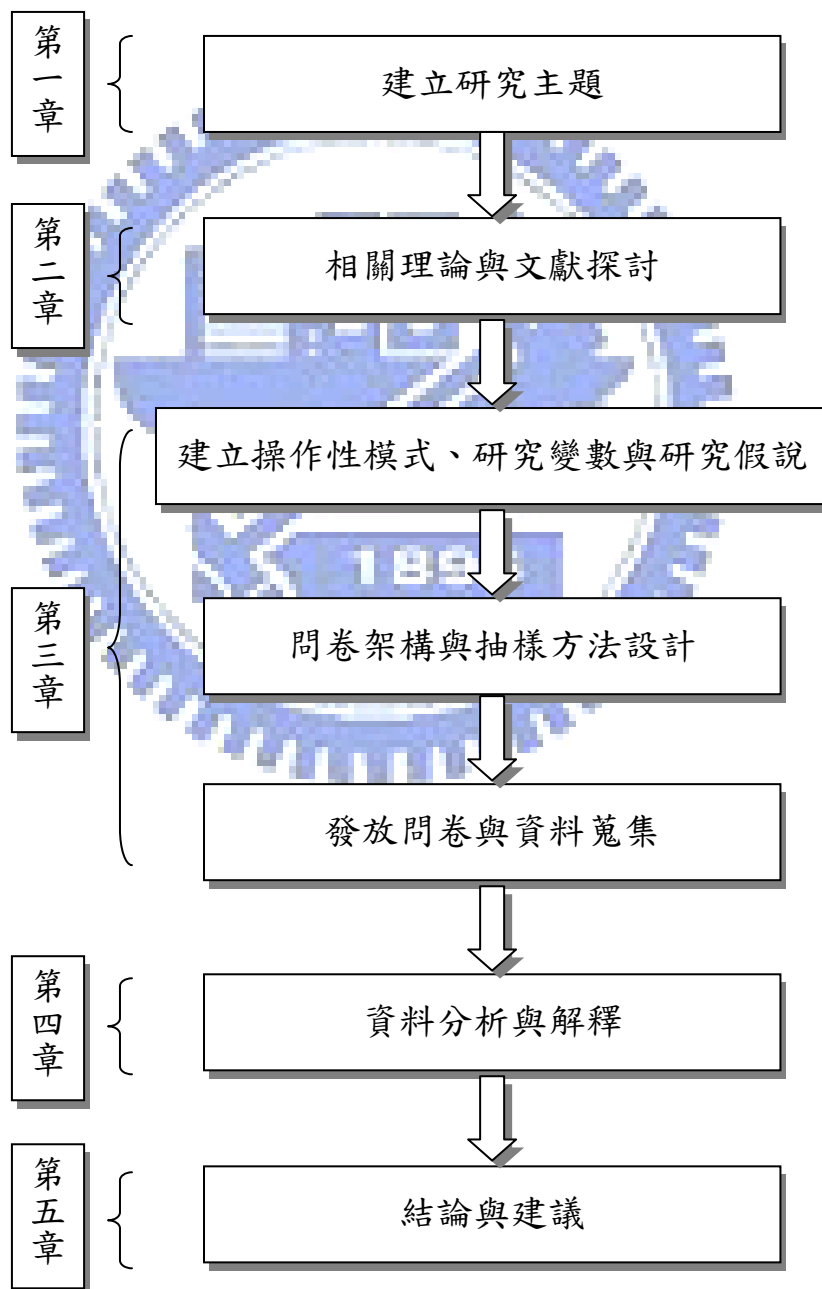 第一章
建立研究主題
第二章
相關理論與文獻探討
建立操作性模式、研究變數與研究假說
第三章
問卷架構與抽樣方法設計
發放問卷與資料蒐集
第四章
資料分析與解釋
第五章
結論與建議